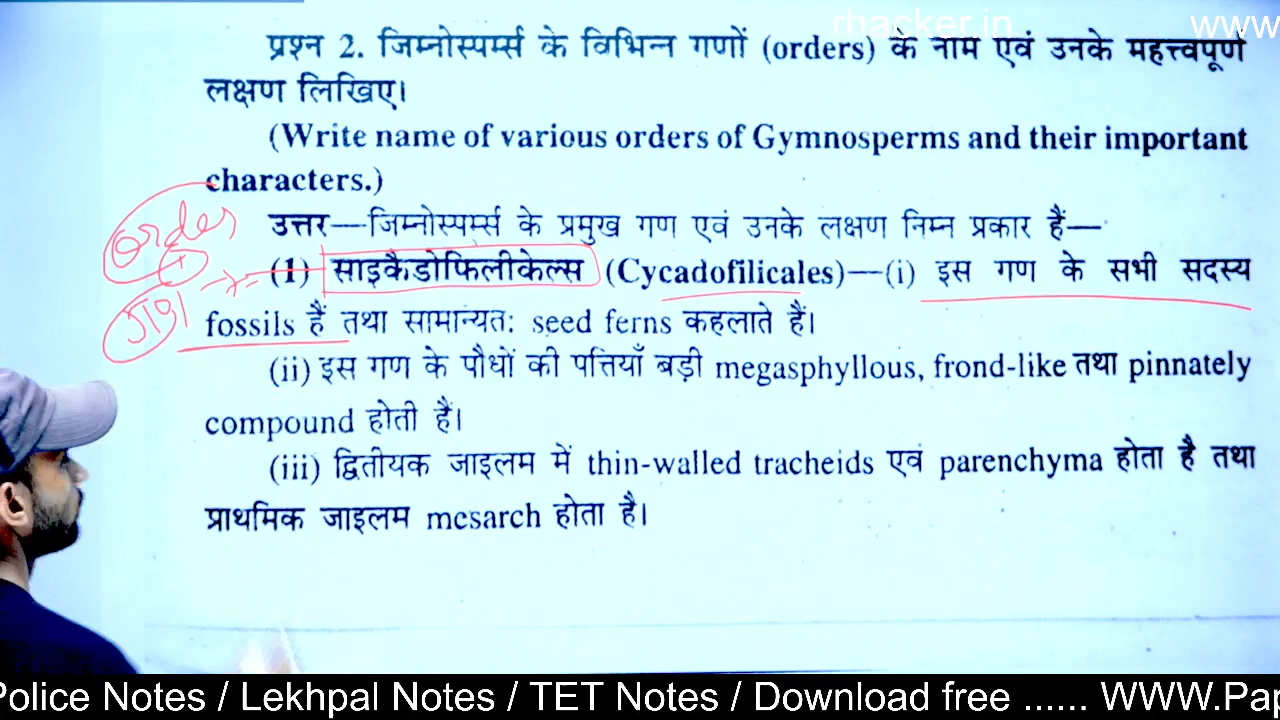 rhacker.in www
प्रश्न 2. जिम्नोस्पर्म्स के विभिन्न गणों (orders) के नाम एवं उनके महत्त्वपूर्ण
लक्षण लिखिए।
(Write name of various orders of Gymnosperms and their important
characters.)
उत्तर—जिम्नोस्पर्म्स के प्रमुख गण एवं उनके लक्षण निम्न प्रकार हैं—
order
गण
(1) साइकैडोफिलीकेल्स (Cycadofilicales)—(i) इस गण के सभी सदस्य
fossils हैं तथा सामान्यत: seed ferns कहलाते हैं।
(ii) इस गण के पौधों की पत्तियाँ बड़ी megasphyllous, frond-like तथा pinnately
compound होती हैं।
(iii) द्वितीयक जाइलम में thin-walled tracheids एवं parenchyma होता है तथा
प्राथमिक जाइलम mesarch होता है।
Police Notes / Lekhpal Notes / TET Notes / Download free ...... WWW.Pap